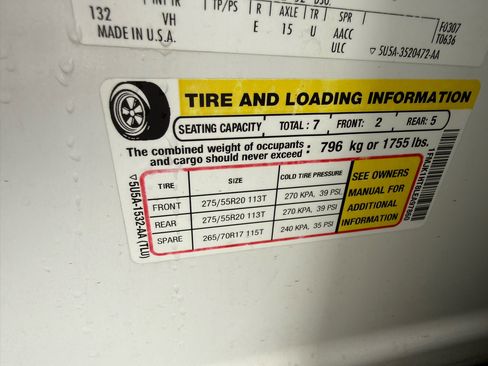 132 VH TP/PS R AXLE TR SPR
E 15 U AACC
ULC
MADE IN U.S.A.
F0307
T0636
5U5A-3520472-AA
TIRE AND LOADING INFORMATION
SEATING CAPACITY TOTAL: 7 FRONT: 2 REAR: 5
The combined weight of occupants and cargo should never exceed : 796 kg or 1755 lbs.
TIRE SIZE COLD TIRE PRESSURE
FRONT 275/55R20 113T 270 KPA, 39 PSI
REAR 275/55R20 113T 270 KPA, 39 PSI
SPARE 265/70R17 115T 240 KPA, 35 PSI
SEE OWNERS
MANUAL FOR
ADDITIONAL
INFORMATION
5U5A-1532-AA (TLU)